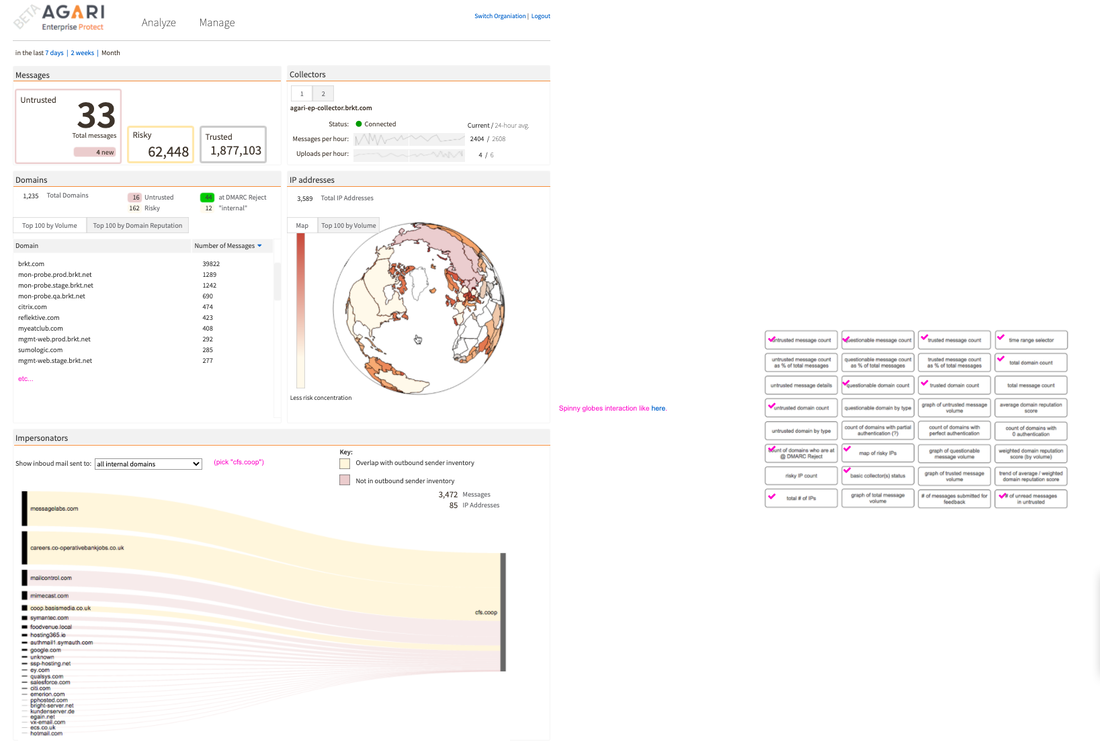 BETA
AGARI
Enterprise Protect
Analyze
Manage
Switch Organiation | Logout
in the last 7 days | 2 weeks | Month
Messages
Untrusted
33
Total messages
4 new
Risky
62,448
Trusted
1,877,103
Collectors
1 2
agari-ep-collector.brkt.com
Status: Connected
Current / 24-hour avg.
Messages per hour: 2404 / 2608
Uploads per hour: 4 / 6
Domains
1,235 Total Domains
16 Untrusted
at DMARC Reject
162 Risky
12 "internal"
Top 100 by Volume
Top 100 by Domain Reputation
Domain
Number of Messages
brkt.com 39822
mon-probe.prod.brkt.net 1289
mon-probe.stage.brkt.net 1242
mon-probe.qa.brkt.net 690
citrix.com 474
reflektive.com 423
myeatclub.com 408
mgmt-web.prod.brkt.net 292
sumologic.com 285
mgmt-web.stage.brkt.net 277
etc...
IP addresses
3,589 Total IP Addresses
Map
Top 100 by Volume
Less risk concentration
Spinny globes interaction like here.
Impersonators
Show inboud mail sent to: all internal domains
(pick "cfs.coop")
Key:
Overlap with outbound sender inventory
Not in outbound sender inventory
3,472 Messages
85 IP Addresses
messagelabs.com
careers.co-operativebankjobs.co.uk
mailcontrol.com
mimecast.com
coop.basismedia.co.uk
symantec.com
foodvenue.local
hosting365.ie
authmail1.symauth.com
google.com
unknown
ssp-hosting.net
ey.com
qualsys.com
salesforce.com
citi.com
emerion.com
pphosted.com
bright-server.net
kundenserver.de
egain.net
vx-email.com
ecs.co.uk
hotmail.com
cfs.coop
untrusted message count
questionable message count
trusted message count
time range selector
untrusted message count
as % of total messages
questionable message count
as % of total messages
trusted message count
as % of total messages
total domain count
untrusted message details
questionable domain count
trusted domain count
total message count
untrusted domain count
questionable domain by type
graph of untrusted message
volume
average domain reputation
score
untrusted domain by type
count of domains with partial
authentication (?)
count of domains with
perfect authentication
count of domains with
0 authentication
count of domains who are at
@ DMARC Reject
map of risky IPs
graph of questionable
message volume
weighted domain reputation
score (by volume)
risky IP count
basic collector(s) status
graph of trusted message
volume
trend of average / weighted
domain reputation score
total # of IPs
graph of total message
volume
# of messages submitted for
feedback
# of unread messages
in untrusted